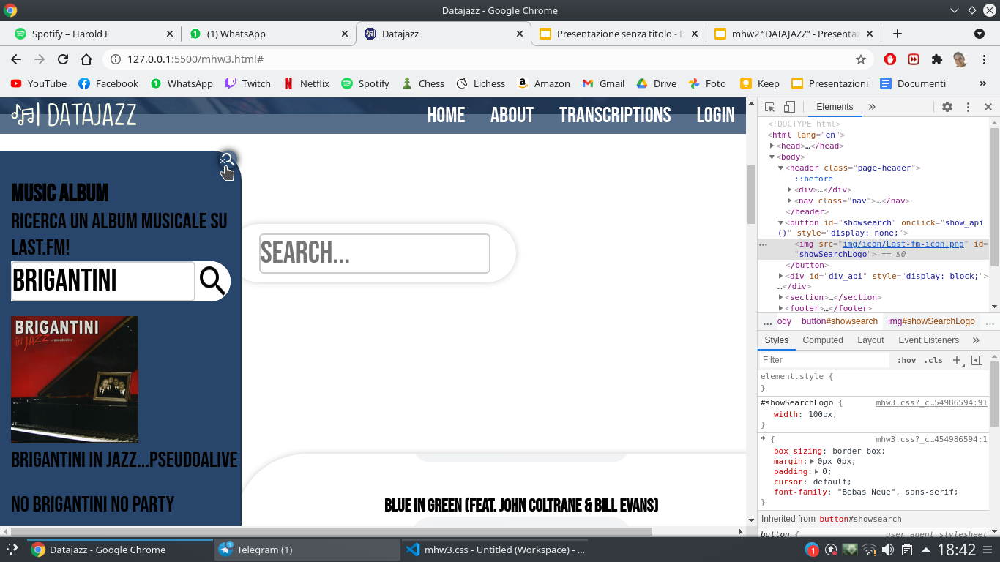 Datajazz - Google Chrome
Spotify – Harold F
(1) WhatsApp
Datajazz
Presentazione senza titolo - P
mhw2 “DATAJAZZ” - Presentaz
127.0.0.1:5500/mhw3.html#
YouTube
Facebook
WhatsApp
Twitch
Netflix
Spotify
Chess
Lichess
Amazon
Gmail
Drive
Foto
Keep
Presentazioni
Documenti
»
DATAJAZZ
HOME
ABOUT
TRANSCRIPTIONS
LOGIN
MUSIC ALBUM
RICERCA UN ALBUM MUSICALE SU
LAST.FM!
BRIGANTINI
BRIGANTINI
in JAZZ ... pseudoalive
BRIGANTINI IN JAZZ...PSEUDOALIVE
NO BRIGANTINI NO PARTY
SEARCH...
BLUE IN GREEN (FEAT. JOHN COLTRANE & BILL EVANS)
Elements
»
<!DOCTYPE html>
<html lang="en">
<head>…</head>
<body>
<header class="page-header">
::before
<div>…</div>
<nav class="nav">…</nav>
</header>
<button id="showsearch" onclick="show_api
()" style="display: none;">
<img src="img/icon/Last-fm-icon.png" id=
"showSearchLogo"> == $0
</button>
<div id="div_api" style="display: block;">
…</div>
<section>…</section>
<footer>…</footer>
... ody button#showsearch img#showSearchLogo ...
Styles
Computed
Layout
Event Listeners
»
Filter
:hov
.cls
element.style {
}
#showSearchLogo {
mhw3.css?_c…54986594:91
width: 100px;
}
* {
mhw3.css?_c…454986594:1
box-sizing: border-box;
margin: 0px 0px;
padding: 0;
cursor: default;
font-family: "Bebas Neue", sans-serif;
}
Inherited from button#showsearch
button {
user agent stylesheet
Datajazz - Google Chrome
Telegram (1)
mhw3.css - Untitled (Workspace) - ...
1
18:42